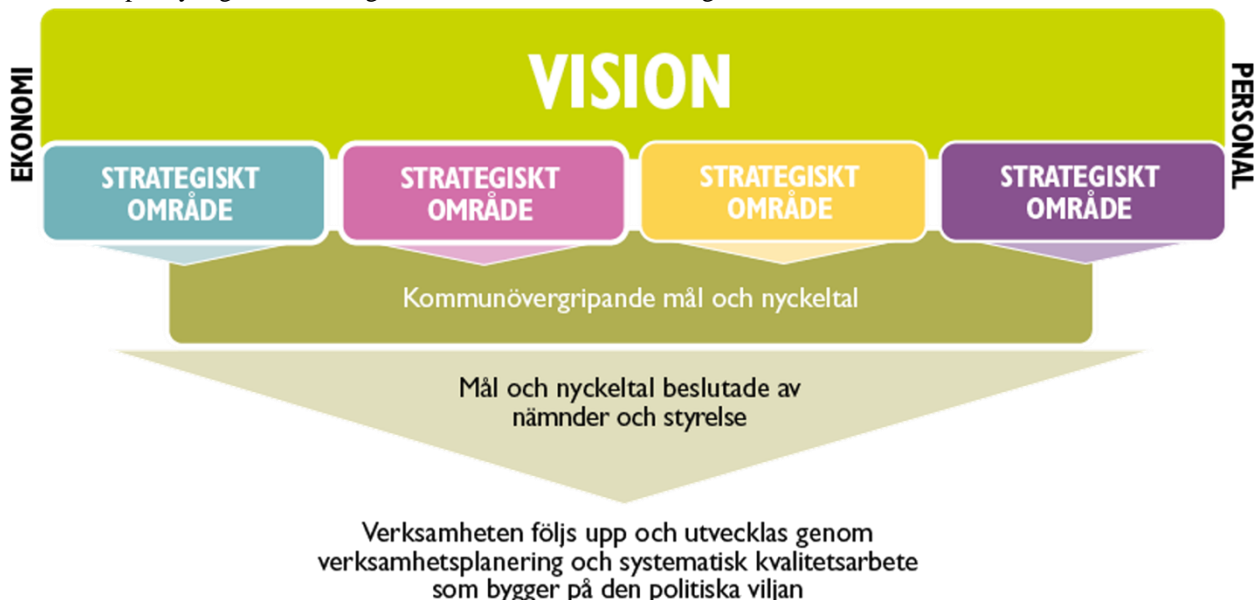 VISION
EKONOMI
PERSONAL
STRATEGISKT
OMRÅDE
STRATEGISKT
OMRÅDE
STRATEGISKT
OMRÅDE
STRATEGISKT
OMRÅDE
Kommunövergripande mål och nyckeltal
Mål och nyckeltal beslutade av
nämnder och styrelse
Verksamheten följs upp och utvecklas genom
verksamhetsplanering och systematisk kvalitetsarbete
som bygger på den politiska viljan